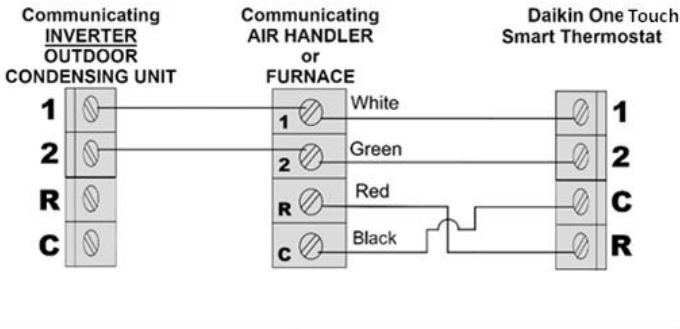 Communicating
INVERTER
OUTDOOR
CONDENSING UNIT
1
2
R
C
Communicating
AIR HANDLER
or
FURNACE
1
2
R
C
White
Green
Red
Black
Daikin One Touch
Smart Thermostat
1
2
C
R